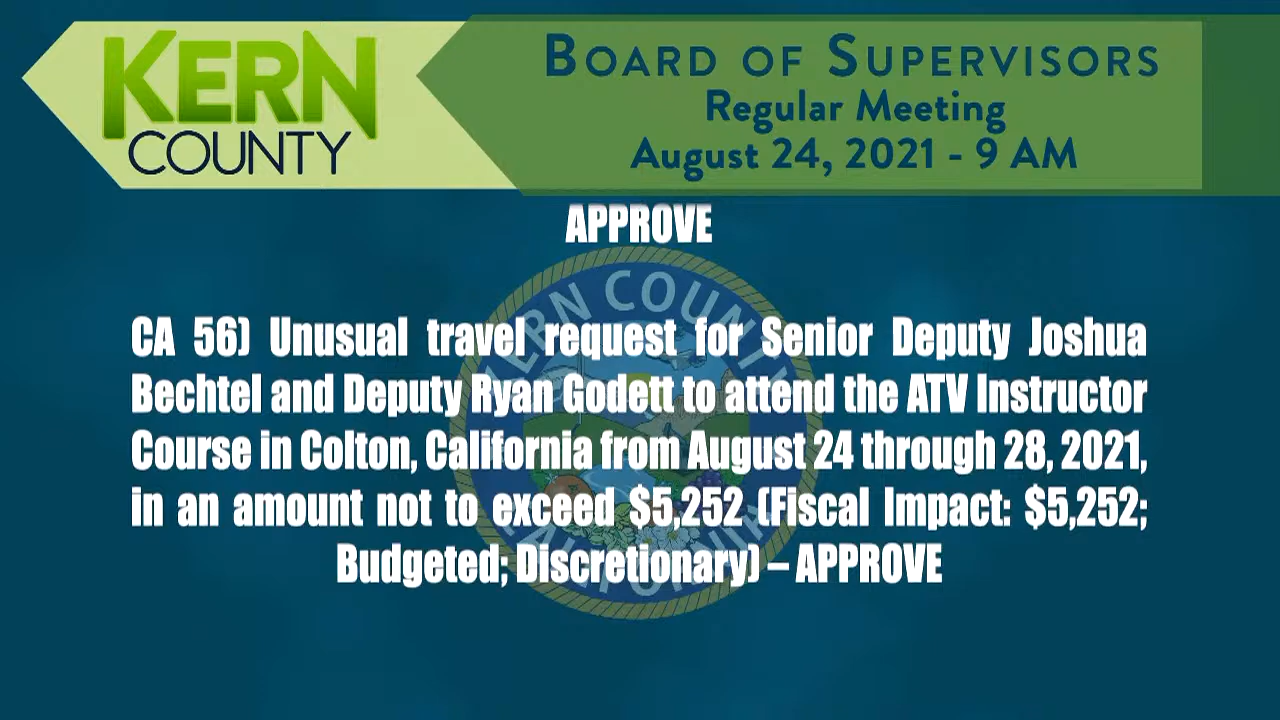 KERN
COUNTY
BOARD OF SUPERVISORS
Regular Meeting
August 24, 2021 - 9 AM
APPROVE
KERN COUNTY
CALIFORNIA
CA 56) Unusual travel request for Senior Deputy Joshua
Bechtel and Deputy Ryan Godett to attend the ATV Instructor
Course in Colton, California from August 24 through 28, 2021,
in an amount not to exceed $5,252 (Fiscal Impact: $5,252;
Budgeted; Discretionary) – APPROVE